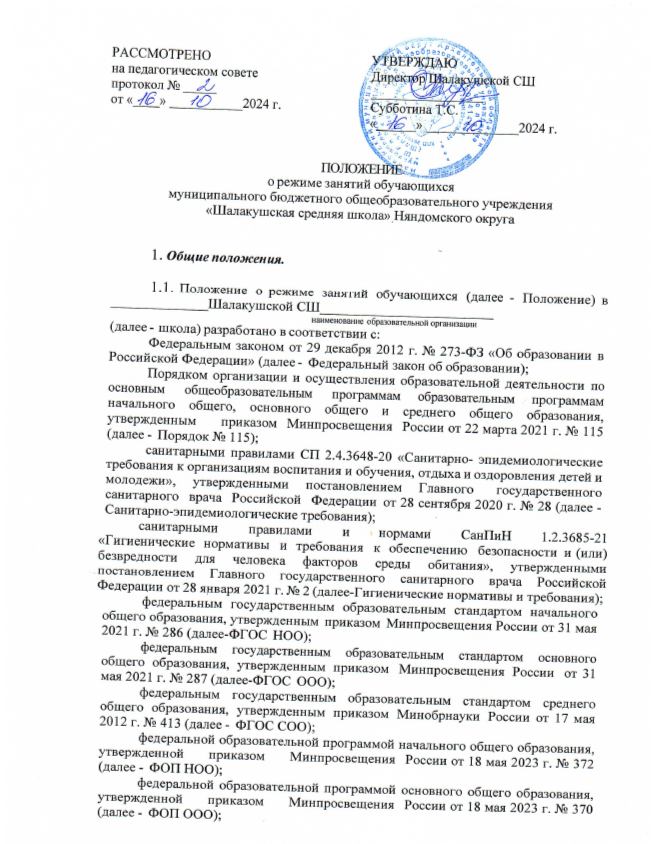 РАССМОТРЕНО
на педагогическом совете
протокол № 2
от « 16 » 10 2024 г.
УТВЕРЖДАЮ
Директор Шалакушской СШ
Субботина Т.С.
« 16 » 10 2024 г.
ПОЛОЖЕНИЕ
о режиме занятий обучающихся
муниципального бюджетного общеобразовательного учреждения
«Шалакушская средняя школа» Няндомского округа
1. Общие положения.
1.1. Положение о режиме занятий обучающихся (далее - Положение) в
______________Шалакушской СШ_________________________
наименование образовательной организации
(далее - школа) разработано в соответствии с:
Федеральным законом от 29 декабря 2012 г. № 273-ФЗ «Об образовании в
Российской Федерации» (далее - Федеральный закон об образовании);
Порядком организации и осуществления образовательной деятельности по
основным общеобразовательным программам образовательным программам
начального общего, основного общего и среднего общего образования,
утвержденным приказом Минпросвещения России от 22 марта 2021 г. № 115
(далее - Порядок № 115);
санитарными правилами СП 2.4.3648-20 «Санитарно- эпидемиологические
требования к организациям воспитания и обучения, отдыха и оздоровления детей и
молодежи», утвержденными постановлением Главного государственного
санитарного врача Российской Федерации от 28 сентября 2020 г. № 28 (далее -
Санитарно-эпидемиологические требования);
санитарными правилами и нормами СанПиН 1.2.3685-21
«Гигиенические нормативы и требования к обеспечению безопасности и (или)
безвредности для человека факторов среды обитания», утвержденными
постановлением Главного государственного санитарного врача Российской
Федерации от 28 января 2021 г. № 2 (далее-Гигиенические нормативы и требования);
федеральным государственным образовательным стандартом начального
общего образования, утвержденным приказом Минпросвещения России от 31 мая
2021 г. № 286 (далее-ФГОС НОО);
федеральным государственным образовательным стандартом основного
общего образования, утвержденным приказом Минпросвещения России от 31
мая 2021 г. № 287 (далее-ФГОС ООО);
федеральным государственным образовательным стандартом среднего
общего образования, утвержденным приказом Минобрнауки России от 17 мая
2012 г. № 413 (далее - ФГОС СОО);
федеральной образовательной программой начального общего образования,
утвержденной приказом Минпросвещения России от 18 мая 2023 г. № 372
(далее - ФОП НОО);
федеральной образовательной программой основного общего образования,
утвержденной приказом Минпросвещения России от 18 мая 2023 г. № 370
(далее - ФОП ООО);